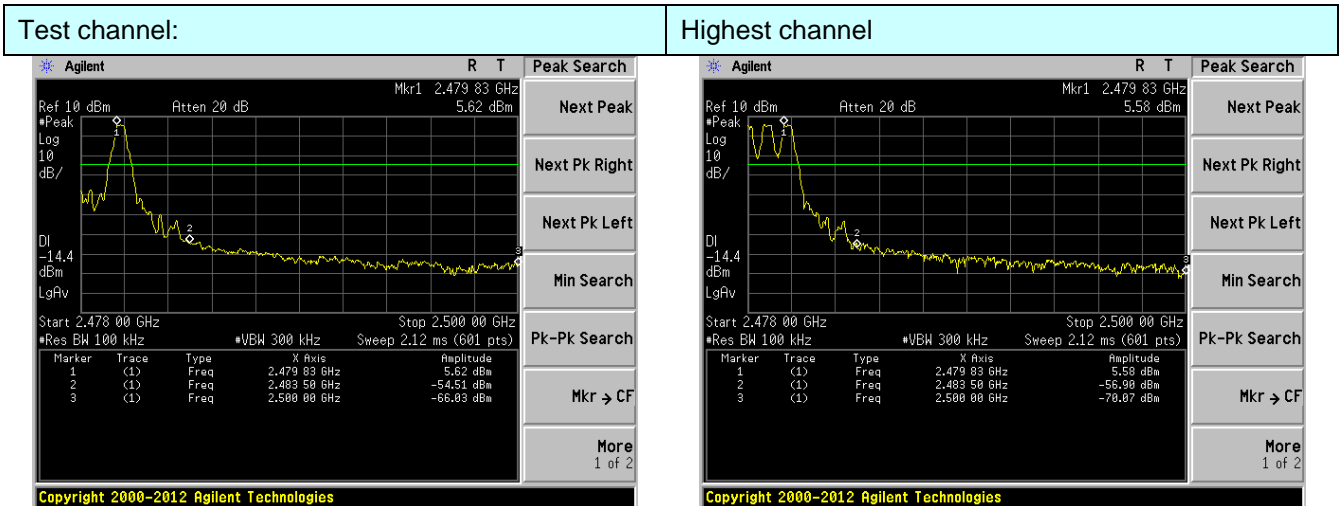 Test channel:
Highest channel
Agilent
R T
Peak Search
Mkr1 2.479 83 GHz
Ref 10 dBm
Atten 20 dB
5.62 dBm
#Peak
Log
10
dB/
1
2
3
DI
-14.4
dBm
LgAv
Start 2.478 00 GHz
Stop 2.500 00 GHz
#Res BW 100 kHz
#VBW 300 kHz
Sweep 2.12 ms (601 pts)
Marker Trace Type X Axis Amplitude
1 (1) Freq 2.479 83 GHz 5.62 dBm
2 (1) Freq 2.483 50 GHz -54.51 dBm
3 (1) Freq 2.500 00 GHz -66.03 dBm
Next Peak
Next Pk Right
Next Pk Left
Min Search
Pk-Pk Search
Mkr → CF
More
1 of 2
Copyright 2000-2012 Agilent Technologies
Agilent
R T
Peak Search
Mkr1 2.479 83 GHz
Ref 10 dBm
Atten 20 dB
5.58 dBm
#Peak
Log
10
dB/
1
2
3
DI
-14.4
dBm
LgAv
Start 2.478 00 GHz
Stop 2.500 00 GHz
#Res BW 100 kHz
#VBW 300 kHz
Sweep 2.12 ms (601 pts)
Marker Trace Type X Axis Amplitude
1 (1) Freq 2.479 83 GHz 5.58 dBm
2 (1) Freq 2.483 50 GHz -56.90 dBm
3 (1) Freq 2.500 00 GHz -70.07 dBm
Next Peak
Next Pk Right
Next Pk Left
Min Search
Pk-Pk Search
Mkr → CF
More
1 of 2
Copyright 2000-2012 Agilent Technologies